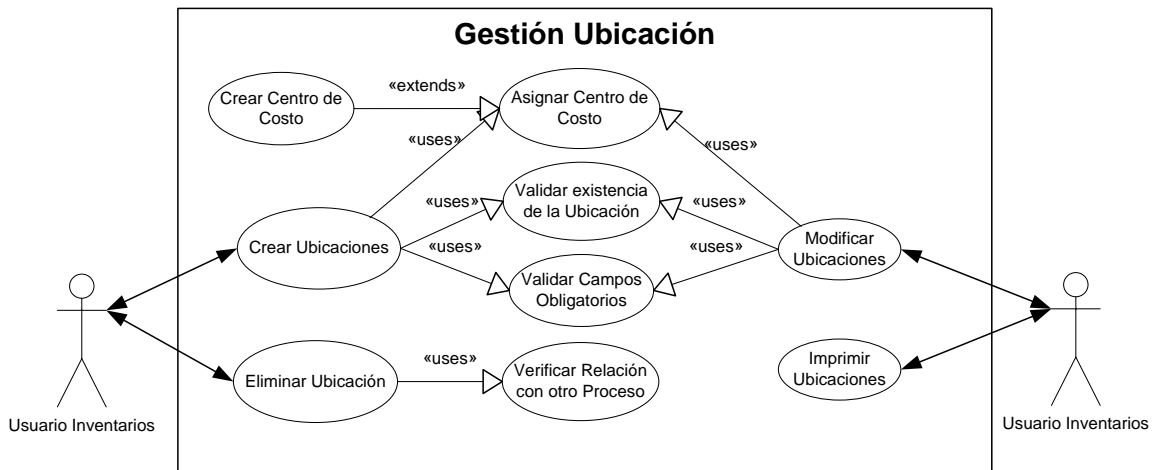 Gestión Ubicación
Crear Centro de
Costo
«extends»
Asignar Centro de
Costo
«uses»
«uses»
Validar existencia
de la Ubicación
«uses»
«uses»
Crear Ubicaciones
«uses»
«uses»
Modificar
Ubicaciones
Validar Campos
Obligatorios
Eliminar Ubicación
«uses»
Verificar Relación
con otro Proceso
Imprimir
Ubicaciones
Usuario Inventarios
Usuario Inventarios